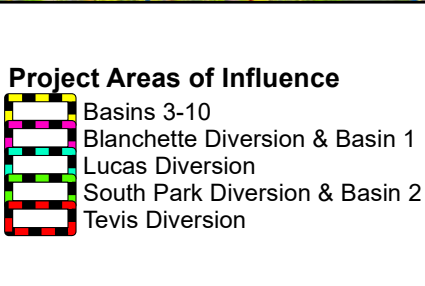 Project Areas of Influence
Basins 3-10
Blanchette Diversion & Basin 1
Lucas Diversion
South Park Diversion & Basin 2
Tevis Diversion